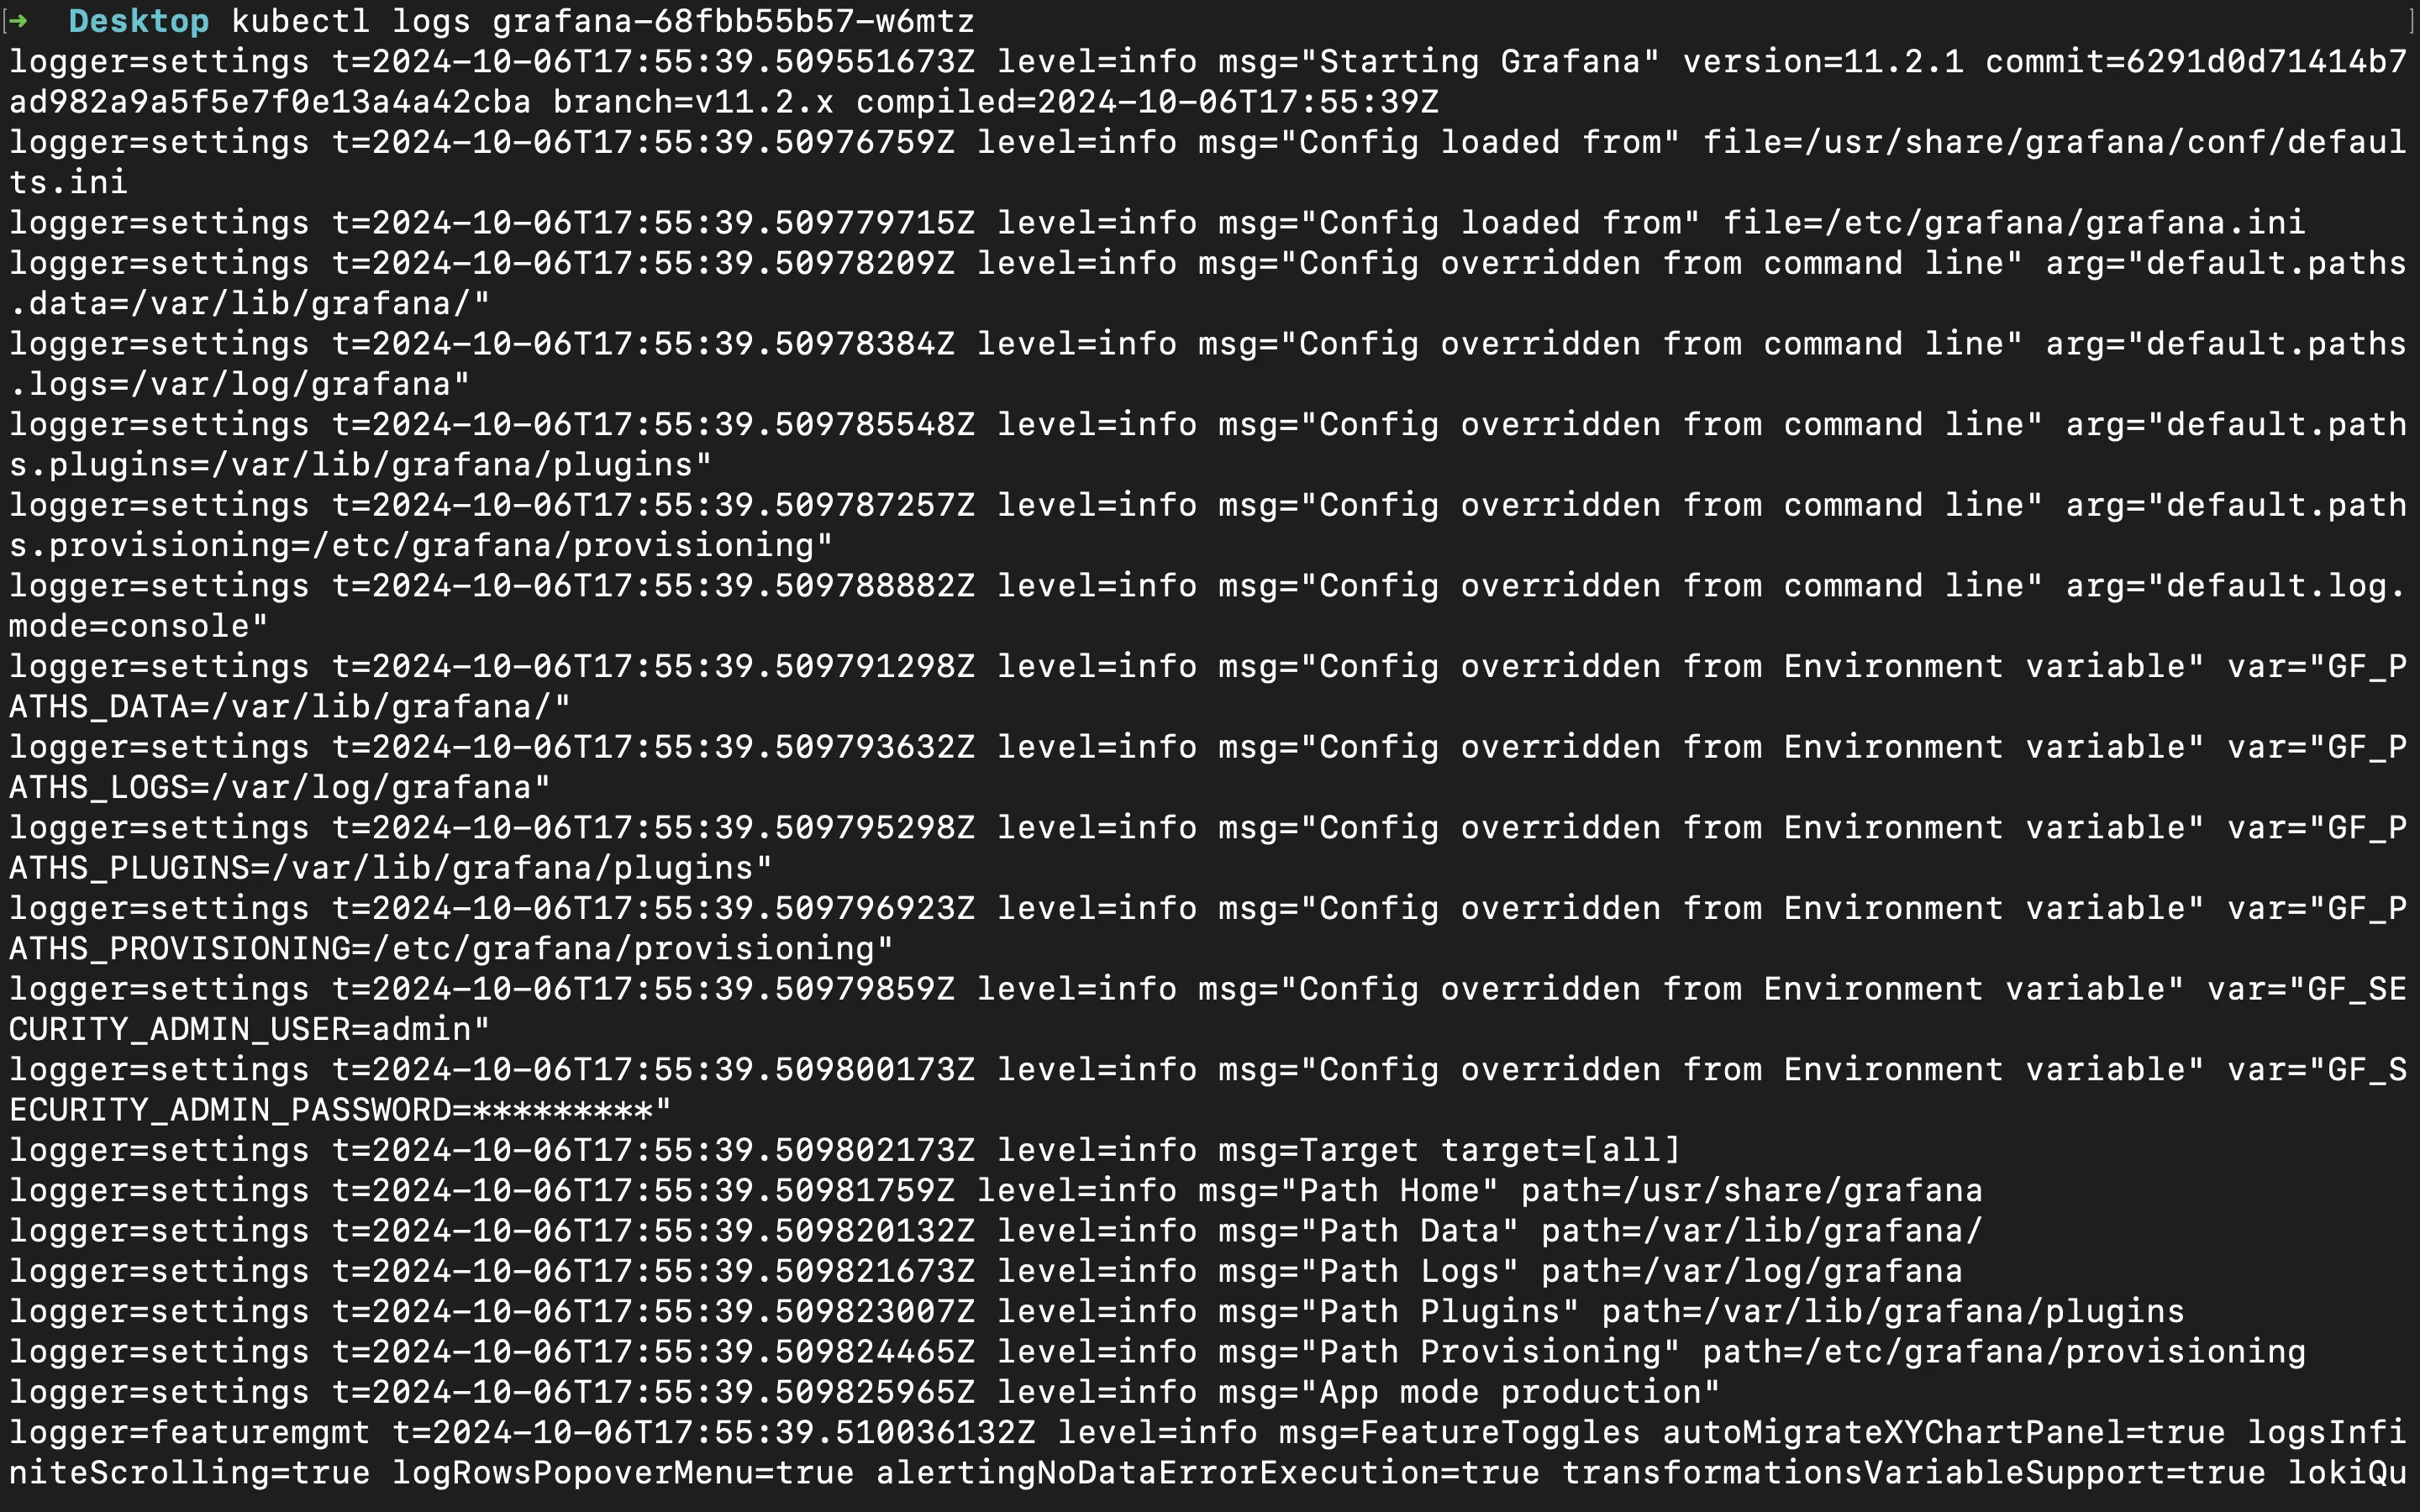 ➜  Desktop kubectl logs grafana-68fbb55b57-w6mtz
logger=settings t=2024-10-06T17:55:39.509551673Z level=info msg="Starting Grafana" version=11.2.1 commit=6291d0d71414b7
ad982a9a5f5e7f0e13a4a42cba branch=v11.2.x compiled=2024-10-06T17:55:39Z
logger=settings t=2024-10-06T17:55:39.50976759Z level=info msg="Config loaded from" file=/usr/share/grafana/conf/defaul
ts.ini
logger=settings t=2024-10-06T17:55:39.509779715Z level=info msg="Config loaded from" file=/etc/grafana/grafana.ini
logger=settings t=2024-10-06T17:55:39.50978209Z level=info msg="Config overridden from command line" arg="default.paths
.data=/var/lib/grafana/"
logger=settings t=2024-10-06T17:55:39.50978384Z level=info msg="Config overridden from command line" arg="default.paths
.logs=/var/log/grafana"
logger=settings t=2024-10-06T17:55:39.509785548Z level=info msg="Config overridden from command line" arg="default.path
s.plugins=/var/lib/grafana/plugins"
logger=settings t=2024-10-06T17:55:39.509787257Z level=info msg="Config overridden from command line" arg="default.path
s.provisioning=/etc/grafana/provisioning"
logger=settings t=2024-10-06T17:55:39.509788882Z level=info msg="Config overridden from command line" arg="default.log.
mode=console"
logger=settings t=2024-10-06T17:55:39.509791298Z level=info msg="Config overridden from Environment variable" var="GF_P
ATHS_DATA=/var/lib/grafana/"
logger=settings t=2024-10-06T17:55:39.509793632Z level=info msg="Config overridden from Environment variable" var="GF_P
ATHS_LOGS=/var/log/grafana"
logger=settings t=2024-10-06T17:55:39.509795298Z level=info msg="Config overridden from Environment variable" var="GF_P
ATHS_PLUGINS=/var/lib/grafana/plugins"
logger=settings t=2024-10-06T17:55:39.509796923Z level=info msg="Config overridden from Environment variable" var="GF_P
ATHS_PROVISIONING=/etc/grafana/provisioning"
logger=settings t=2024-10-06T17:55:39.50979859Z level=info msg="Config overridden from Environment variable" var="GF_SE
CURITY_ADMIN_USER=admin"
logger=settings t=2024-10-06T17:55:39.509800173Z level=info msg="Config overridden from Environment variable" var="GF_S
ECURITY_ADMIN_PASSWORD=*********"
logger=settings t=2024-10-06T17:55:39.509802173Z level=info msg=Target target=[all]
logger=settings t=2024-10-06T17:55:39.50981759Z level=info msg="Path Home" path=/usr/share/grafana
logger=settings t=2024-10-06T17:55:39.509820132Z level=info msg="Path Data" path=/var/lib/grafana/
logger=settings t=2024-10-06T17:55:39.509821673Z level=info msg="Path Logs" path=/var/log/grafana
logger=settings t=2024-10-06T17:55:39.509823007Z level=info msg="Path Plugins" path=/var/lib/grafana/plugins
logger=settings t=2024-10-06T17:55:39.509824465Z level=info msg="Path Provisioning" path=/etc/grafana/provisioning
logger=settings t=2024-10-06T17:55:39.509825965Z level=info msg="App mode production"
logger=featuremgmt t=2024-10-06T17:55:39.510036132Z level=info msg=FeatureToggles autoMigrateXYChartPanel=true logsInfi
niteScrolling=true logRowsPopoverMenu=true alertingNoDataErrorExecution=true transformationsVariableSupport=true lokiQu